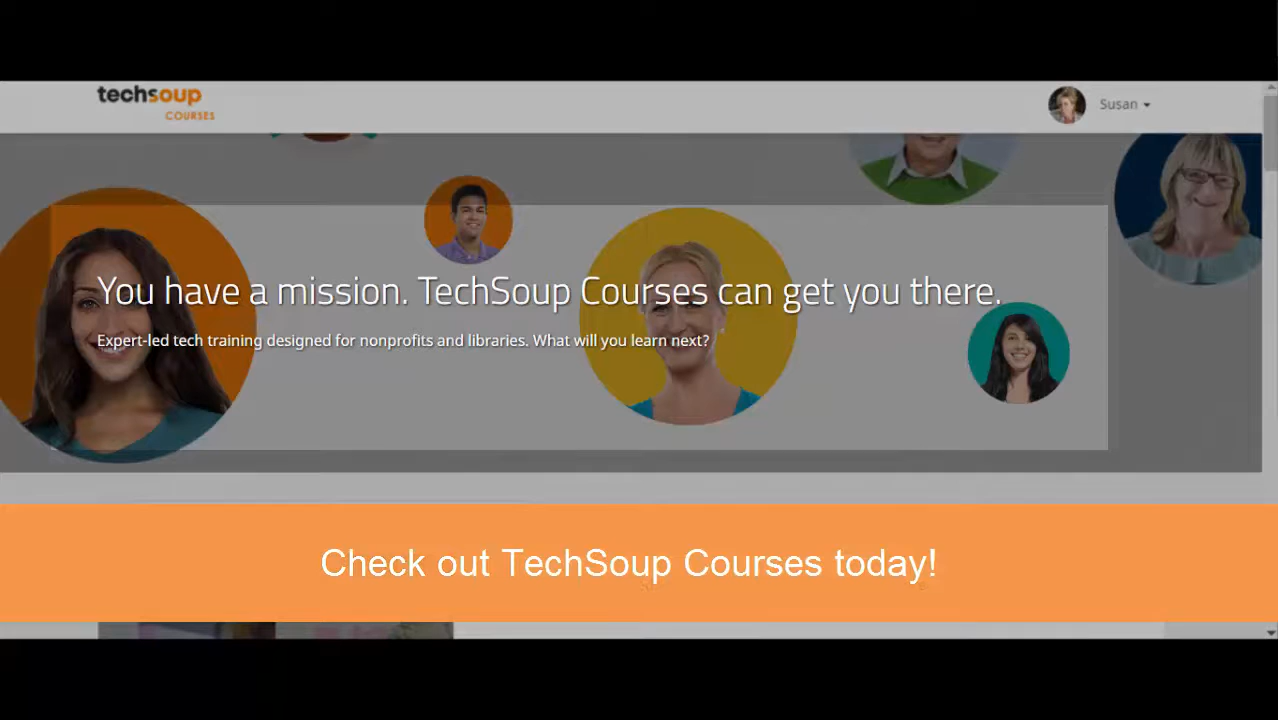 techsoup
COURSES
Susan
You have a mission. TechSoup Courses can get you there.
Expert-led tech training designed for nonprofits and libraries. What will you learn next?
Check out TechSoup Courses today!